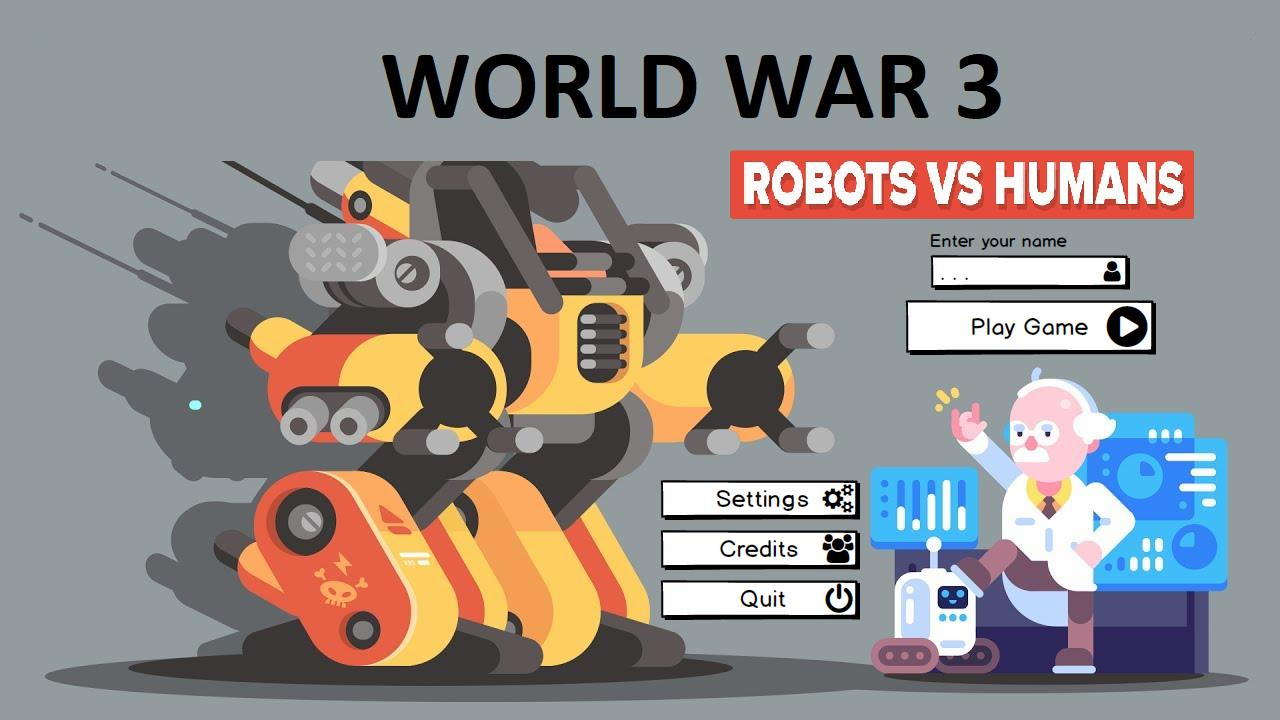 WORLD WAR 3
ROBOTS VS HUMANS
Enter your name
. . .
Play Game
Settings
Credits
Quit